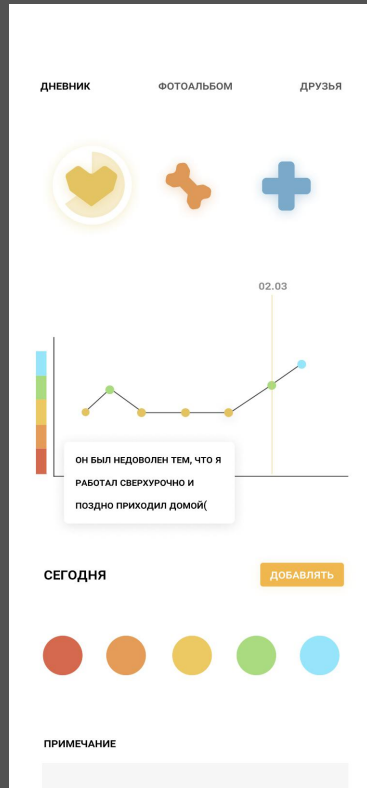 ДНЕВНИК ФОТОАЛЬБОМ ДРУЗЬЯ
02.03
ОН БЫЛ НЕДОВОЛЕН ТЕМ, ЧТО Я
РАБОТАЛ СВЕРХУРОЧНО И
ПОЗДНО ПРИХОДИЛ ДОМОЙ(
СЕГОДНЯ ДОБАВЛЯТЬ
ПРИМЕЧАНИЕ